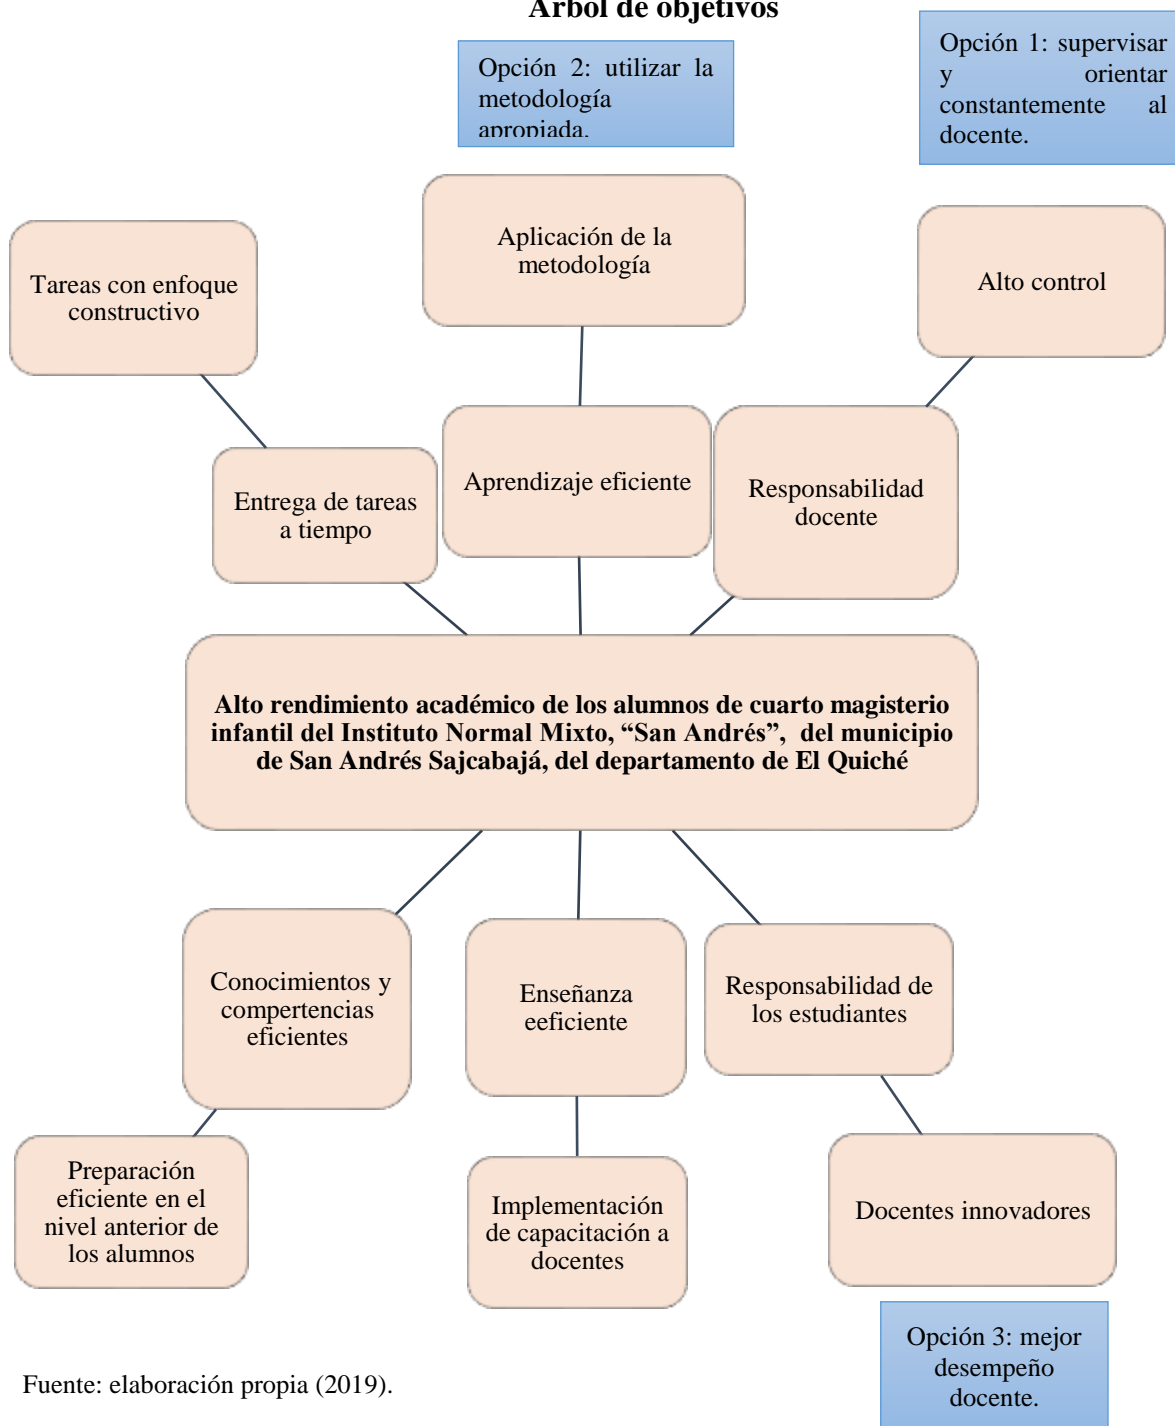 Árbol de objetivos
Opción 2: utilizar la
metodología
apropiada.
Opción 1: supervisar
y orientar
constantemente al
docente.
Aplicación de la
metodología
Tareas con enfoque
constructivo
Alto control
Entrega de tareas
a tiempo
Aprendizaje eficiente
Responsabilidad
docente
Alto rendimiento académico de los alumnos de cuarto magisterio
infantil del Instituto Normal Mixto, “San Andrés”, del municipio
de San Andrés Sajcabajá, del departamento de El Quiché
Conocimientos y
compertencias
eficientes
Enseñanza
eeficiente
Responsabilidad de
los estudiantes
Preparación
eficiente en el
nivel anterior de
los alumnos
Implementación
de capacitación a
docentes
Docentes innovadores
Opción 3: mejor
desempeño
docente.
Fuente: elaboración propia (2019).